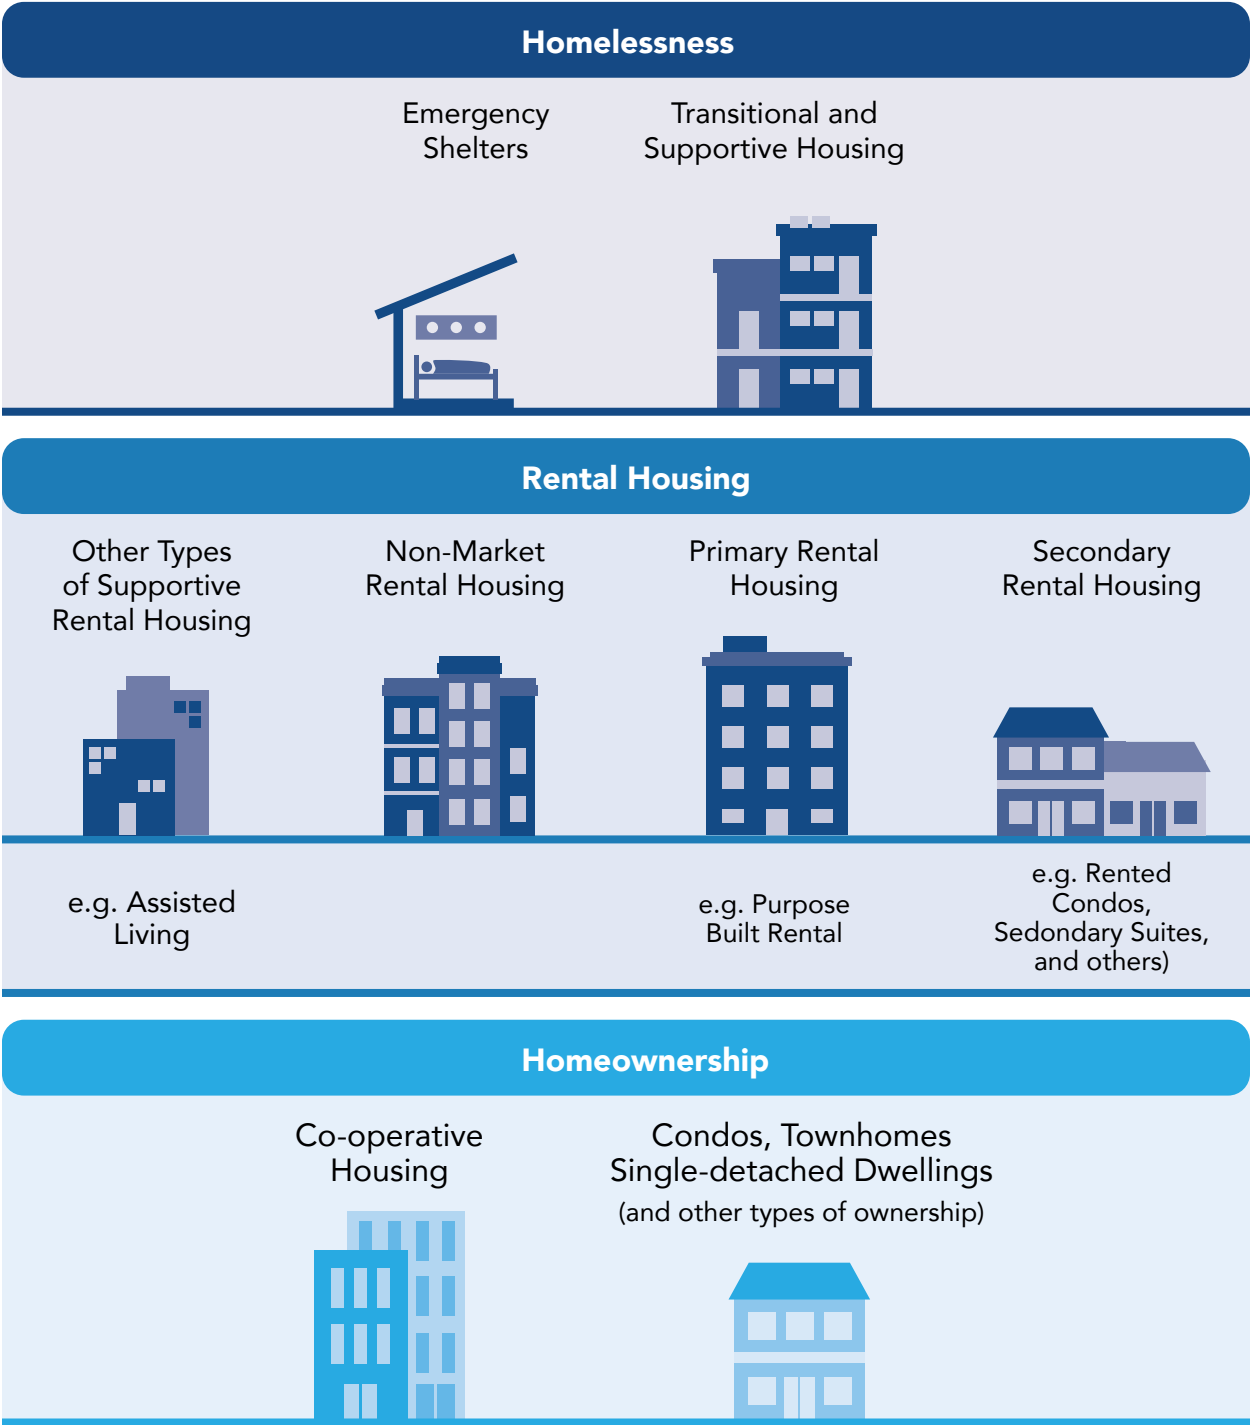 Homelessness
Emergency
Shelters
Transitional and
Supportive Housing
Rental Housing
Other Types
of Supportive
Rental Housing
Non-Market
Rental Housing
Primary Rental
Housing
Secondary
Rental Housing
e.g. Assisted
Living
e.g. Purpose
Built Rental
e.g. Rented
Condos,
Sedondary Suites,
and others)
Homeownership
Co-operative
Housing
Condos, Townhomes
Single-detached Dwellings
(and other types of ownership)